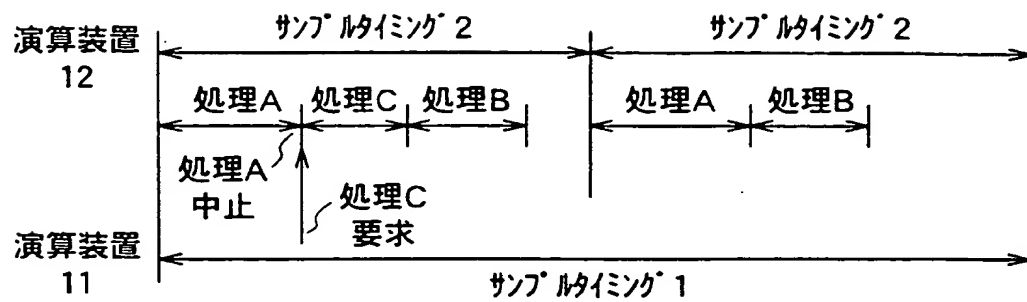 演算装置
12
サンプルタイミング2
サンプルタイミング2
処理A
処理C
処理B
処理A
処理B
処理A
中止
処理C
要求
演算装置
11
サンプルタイミング1